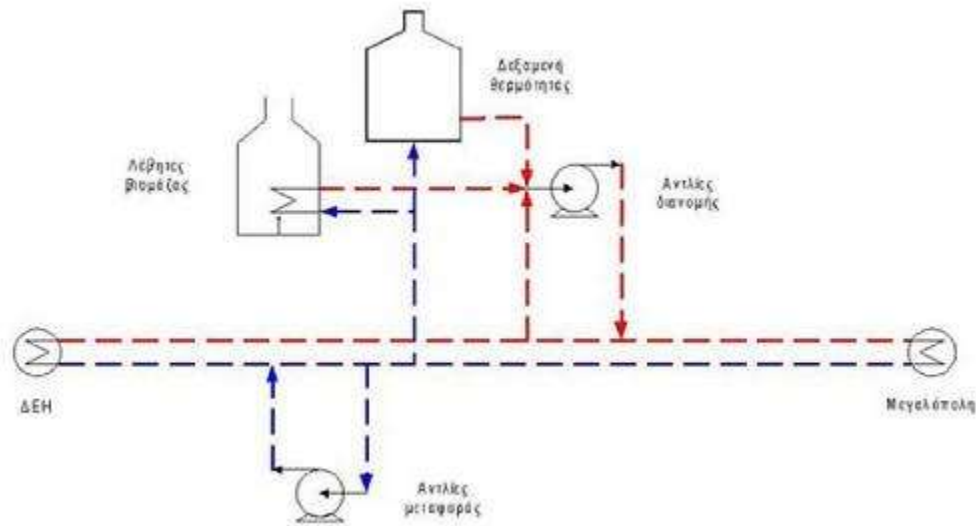 Δεξαμενή
θερμότητας
Λέβητες
βιομάζας
Αντλίες
διανομής
ΔΕΗ
Μεγαλόπολη
Αντλίες
μεταφοράς